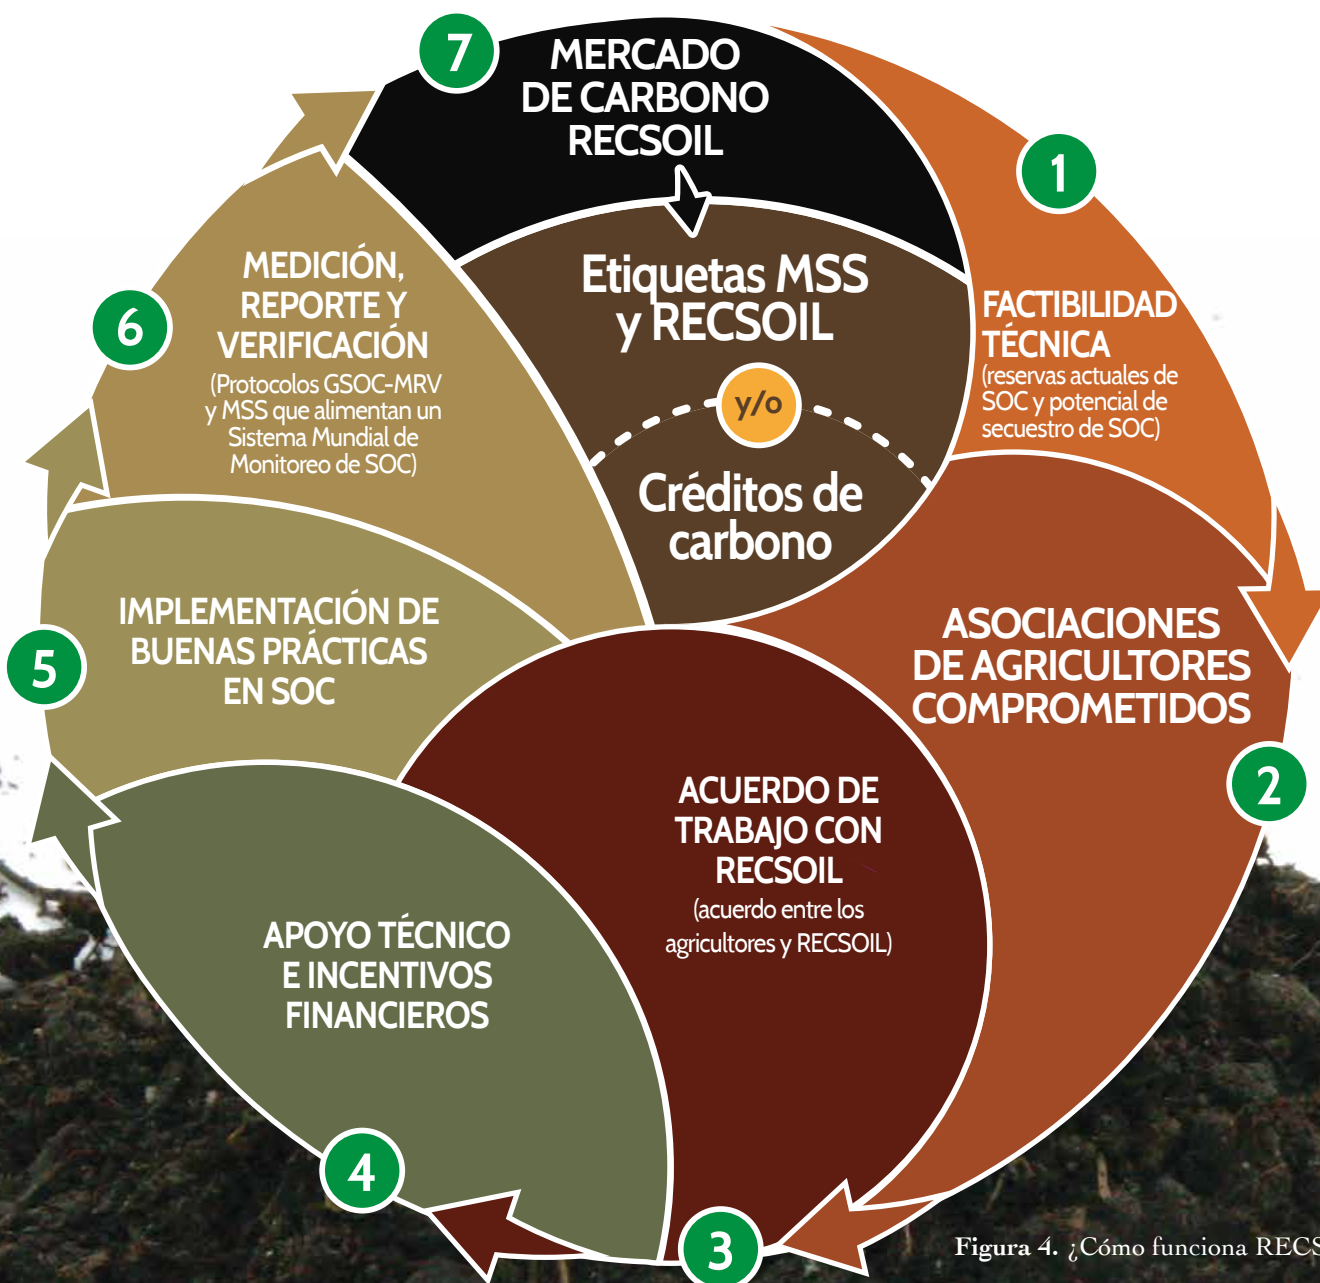 7
MERCADO
DE CARBONO
RECSOIL
1
Etiquetas MSS
y RECSOIL
y/o
Créditos de
carbono
FACTIBILIDAD
TÉCNICA
(reservas actuales de
SOC y potencial de
secuestro de SOC)
2
ASOCIACIONES
DE AGRICULTORES
COMPROMETIDOS
3
ACUERDO DE
TRABAJO CON
RECSOIL
(acuerdo entre los
agricultores y RECSOIL)
4
APOYO TÉCNICO
E INCENTIVOS
FINANCIEROS
5
IMPLEMENTACIÓN DE
BUENAS PRÁCTICAS
EN SOC
6
MEDICIÓN,
REPORTE Y
VERIFICACIÓN
(Protocolos GSOC-MRV
y MSS que alimentan un
Sistema Mundial de
Monitoreo de SOC)
Figura 4. ¿Cómo funciona